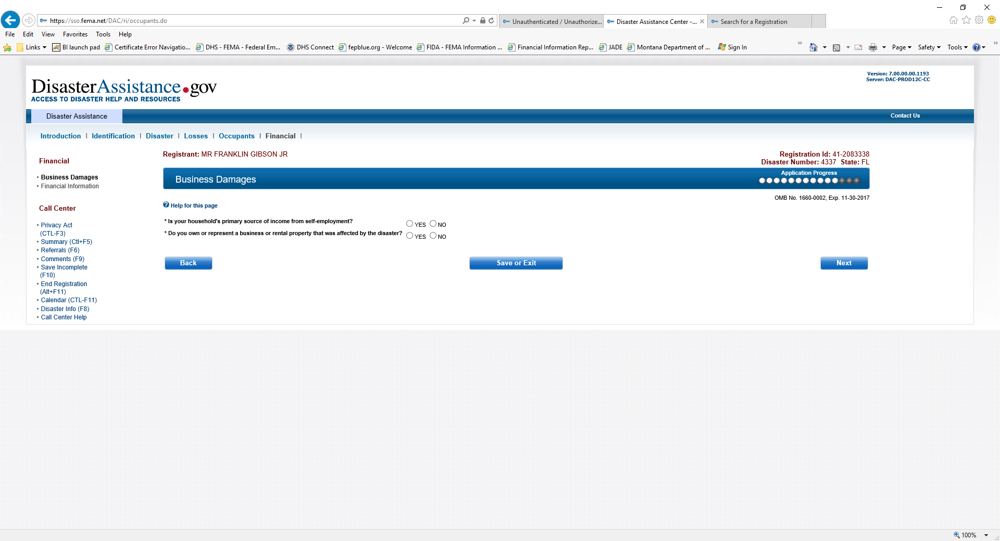 https://sso.fema.net/DAC/ri/occupants.do
Unauthenticated / Unauthorize...
Disaster Assistance Center -...
Search for a Registration
File Edit View Favorites Tools Help
Links BI launch pad Certificate Error Navigatio... DHS - FEMA - Federal Em... DHS Connect fepblue.org - Welcome FIDA - FEMA Information ... Financial Information Rep... JADE Montana Department of ... Sign In » Page Safety Tools »
Version: 7.00.00.00.1193
Server: DAC-PROD12C-CC
DisasterAssistance.gov
ACCESS TO DISASTER HELP AND RESOURCES
Disaster Assistance
Contact Us
Introduction | Identification | Disaster | Losses | Occupants | Financial |
Financial
• Business Damages
• Financial Information
Call Center
• Privacy Act
(CTL-F3)
• Summary (Ctl+F5)
• Referrals (F6)
• Comments (F9)
• Save Incomplete
(F10)
• End Registration
(Alt+F11)
• Calendar (CTL-F11)
• Disaster Info (F8)
• Call Center Help
Registrant: MR FRANKLIN GIBSON JR
Registration Id: 41-2083338
Disaster Number: 4337 State: FL
Business Damages
Application Progress
OMB No. 1660-0002, Exp. 11-30-2017
? Help for this page
* Is your household's primary source of income from self-employment? YES NO
* Do you own or represent a business or rental property that was affected by the disaster? YES NO
Back
Save or Exit
Next
100%